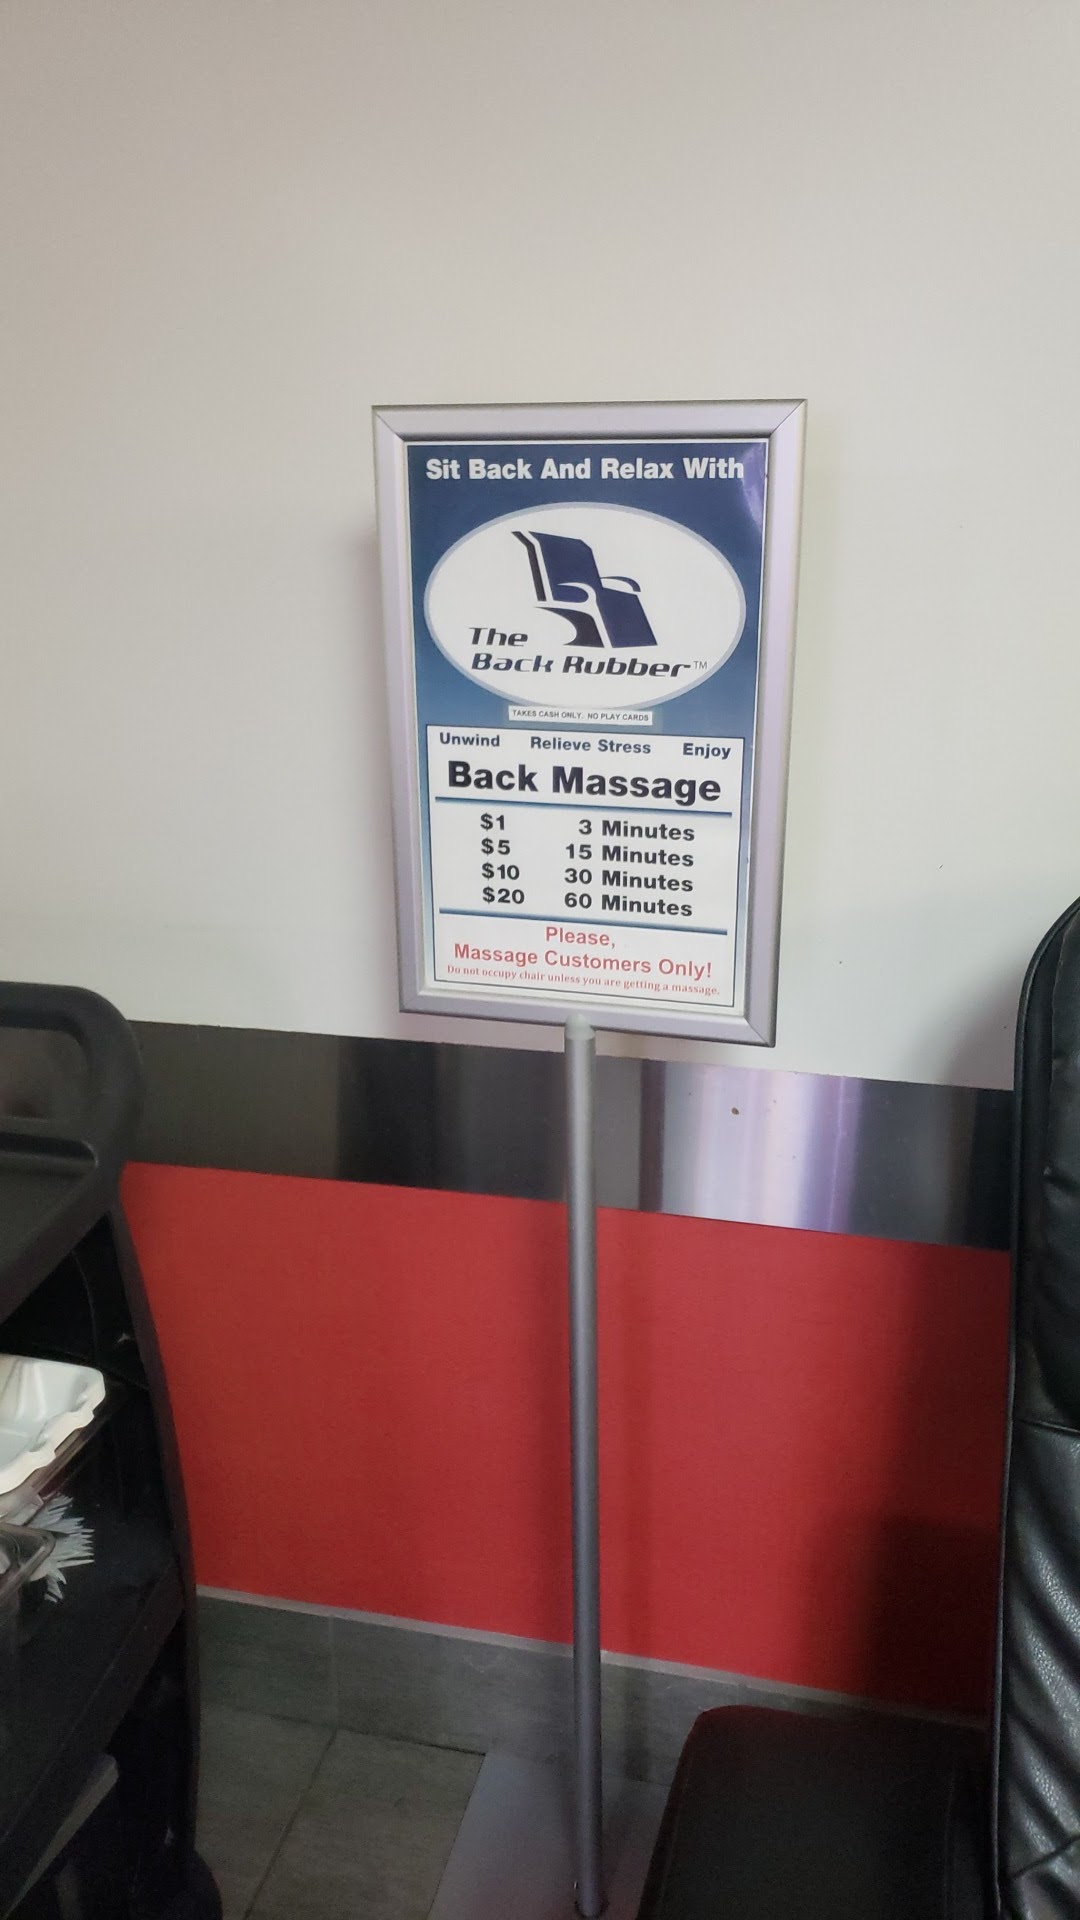 Sit Back And Relax With
The
Back Rubber™
TAKES CASH ONLY. NO PLAY CARDS
Unwind Relieve Stress Enjoy
Back Massage
$1 3 Minutes
$5 15 Minutes
$10 30 Minutes
$20 60 Minutes
Please,
Massage Customers Only!
Do not occupy chair unless you are getting a massage.